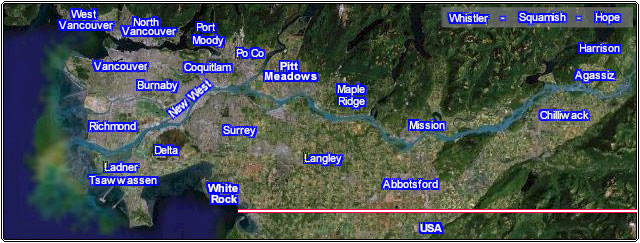 West
Vancouver
North
Vancouver
Port
Moody
Whistler - Squamish - Hope
Harrison
Po Co
Vancouver
Coquitlam
Pitt
Meadows
Agassiz
Burnaby
New West
Maple
Ridge
Chilliwack
Richmond
Surrey
Mission
Delta
Langley
Ladner
Tsawwassen
White
Rock
Abbotsford
USA